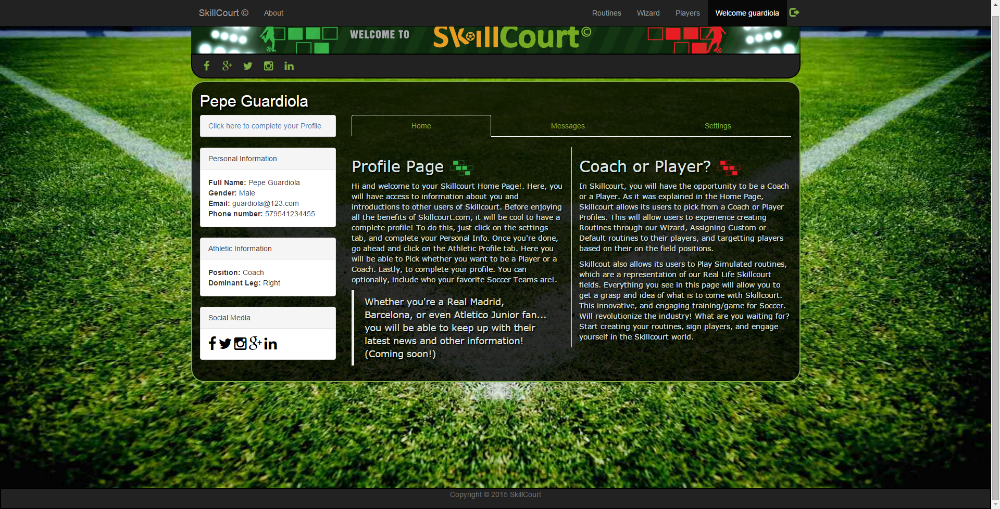 SkillCourt © About Routines Wizard Players Welcome guardiola
WELCOME TO SkillCourt©
Pepe Guardiola
Click here to complete your Profile
Personal Information
Full Name: Pepe Guardiola
Gender: Male
Email: guardiola@123.com
Phone number: 579541234455
Athletic Information
Position: Coach
Dominant Leg: Right
Social Media
Home Messages Settings
Profile Page
Hi and welcome to your Skillcourt Home Page!. Here, you
will have access to information about you and
introductions to other users of Skillcourt. Before enjoying
all the benefits of Skillcourt.com, it will be cool to have a
complete profile! To do this, just click on the settings
tab, and complete your Personal Info. Once you're done,
go ahead and click on the Athletic Profile tab. Here you
will be able to Pick whether you want to be a Player or a
Coach. Lastly, to complete your profile. You can
optionally, include who your favorite Soccer Teams are!.
Whether you're a Real Madrid,
Barcelona, or even Atletico Junior fan...
you will be able to keep up with their
latest news and other information!
(Coming soon!)
Coach or Player?
In Skillcourt, you will have the opportunity to be a Coach
or a Player. As it was explained in the Home Page,
Skillcourt allows its users to pick from a Coach or Player
Profiles. This will allow users to experience creating
Routines through our Wizard, Assigning Custom or
Default routines to their players, and targetting players
based on their on the field positions.
Skillcout also allows its users to Play Simulated routines,
which are a representation of our Real Life Skillcourt
fields. Everything you see in this page will allow you to
get a grasp and idea of what is to come with Skillcourt.
This innovative, and engaging training/game for Soccer.
Will revolutionize the industry! What are you waiting for?
Start creating your routines, sign players, and engage
yourself in the Skillcourt world.
Copyright © 2015 SkillCourt